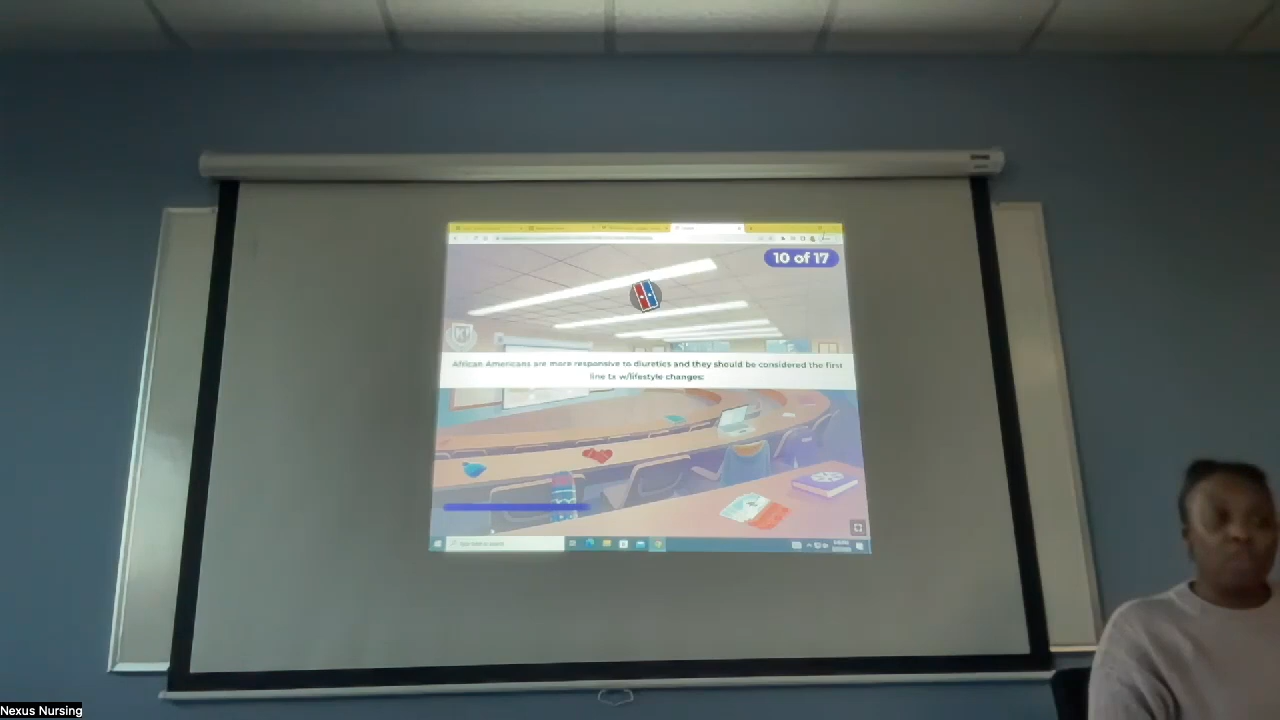 10 of 17
African Americans are more responsive to diuretics and they should be considered the first
line tx w/lifestyle changes:
Nexus Nursing